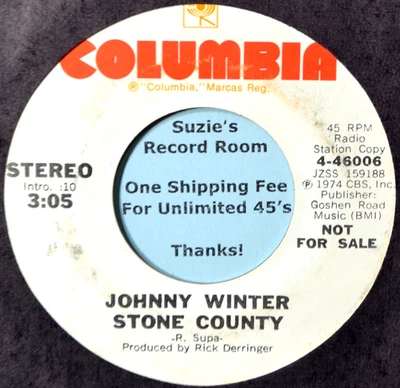 COLUMBIA
® "Columbia," Marcas Reg.
Suzie's
Record Room
One Shipping Fee
For Unlimited 45's
Thanks!
STEREO
Intro. :10
3:05
45 RPM
Radio
Station Copy
4-46006
JZSS 159188
℗ 1974 CBS, Inc.
Publisher:
Goshen Road
Music (BMI)
NOT
FOR SALE
JOHNNY WINTER
STONE COUNTY
-R. Supa-
Produced by Rick Derringer